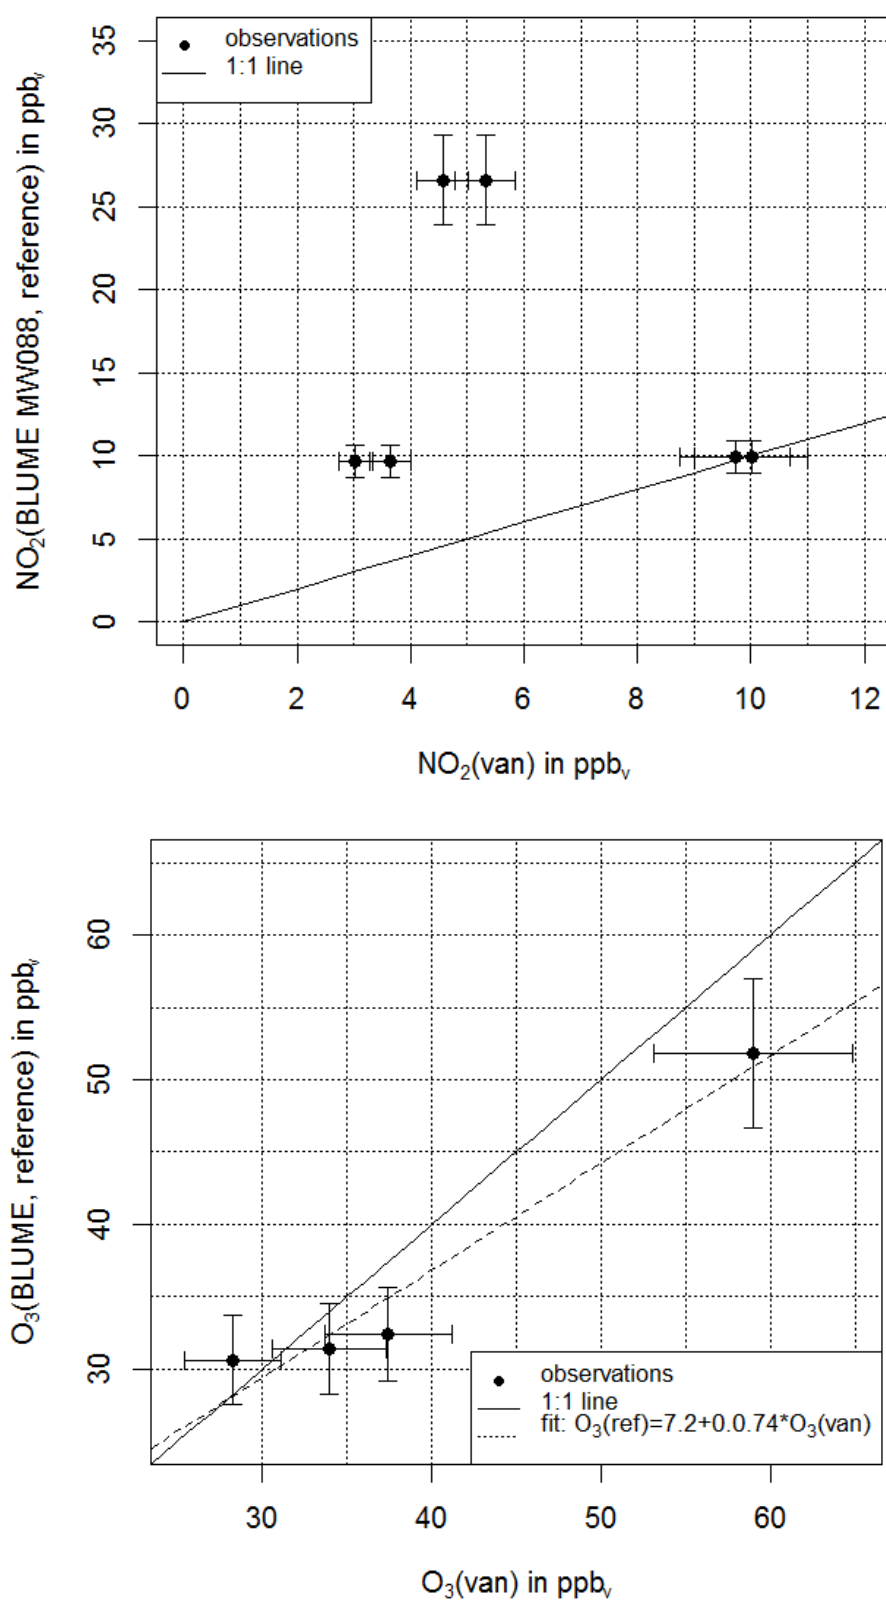 observations
1:1 line
NO₂(BLUME MW088, reference) in ppbᵥ
35
30
25
20
15
10
5
0
0 2 4 6 8 10 12
NO₂(van) in ppbᵥ
O₃(BLUME, reference) in ppbᵥ
60
50
40
30
observations
1:1 line
fit: O₃(ref)=7.2+0.0.74*O₃(van)
30 40 50 60
O₃(van) in ppbᵥ